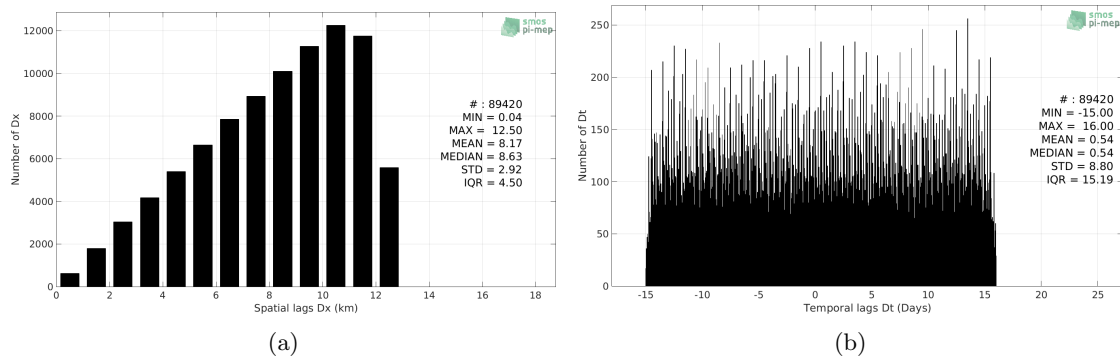 12000
10000
8000
6000
4000
2000
0
Number of Dx
smos
pi-mep
# : 89420
MIN = 0.04
MAX = 12.50
MEAN = 8.17
MEDIAN = 8.63
STD = 2.92
IQR = 4.50
0 2 4 6 8 10 12 14 16 18
Spatial lags Dx (km)
(a)
250
200
150
100
50
0
Number of Dt
smos
pi-mep
# : 89420
MIN = -15.00
MAX = 16.00
MEAN = 0.54
MEDIAN = 0.54
STD = 8.80
IQR = 15.19
-15 -10 -5 0 5 10 15 20 25
Temporal lags Dt (Days)
(b)